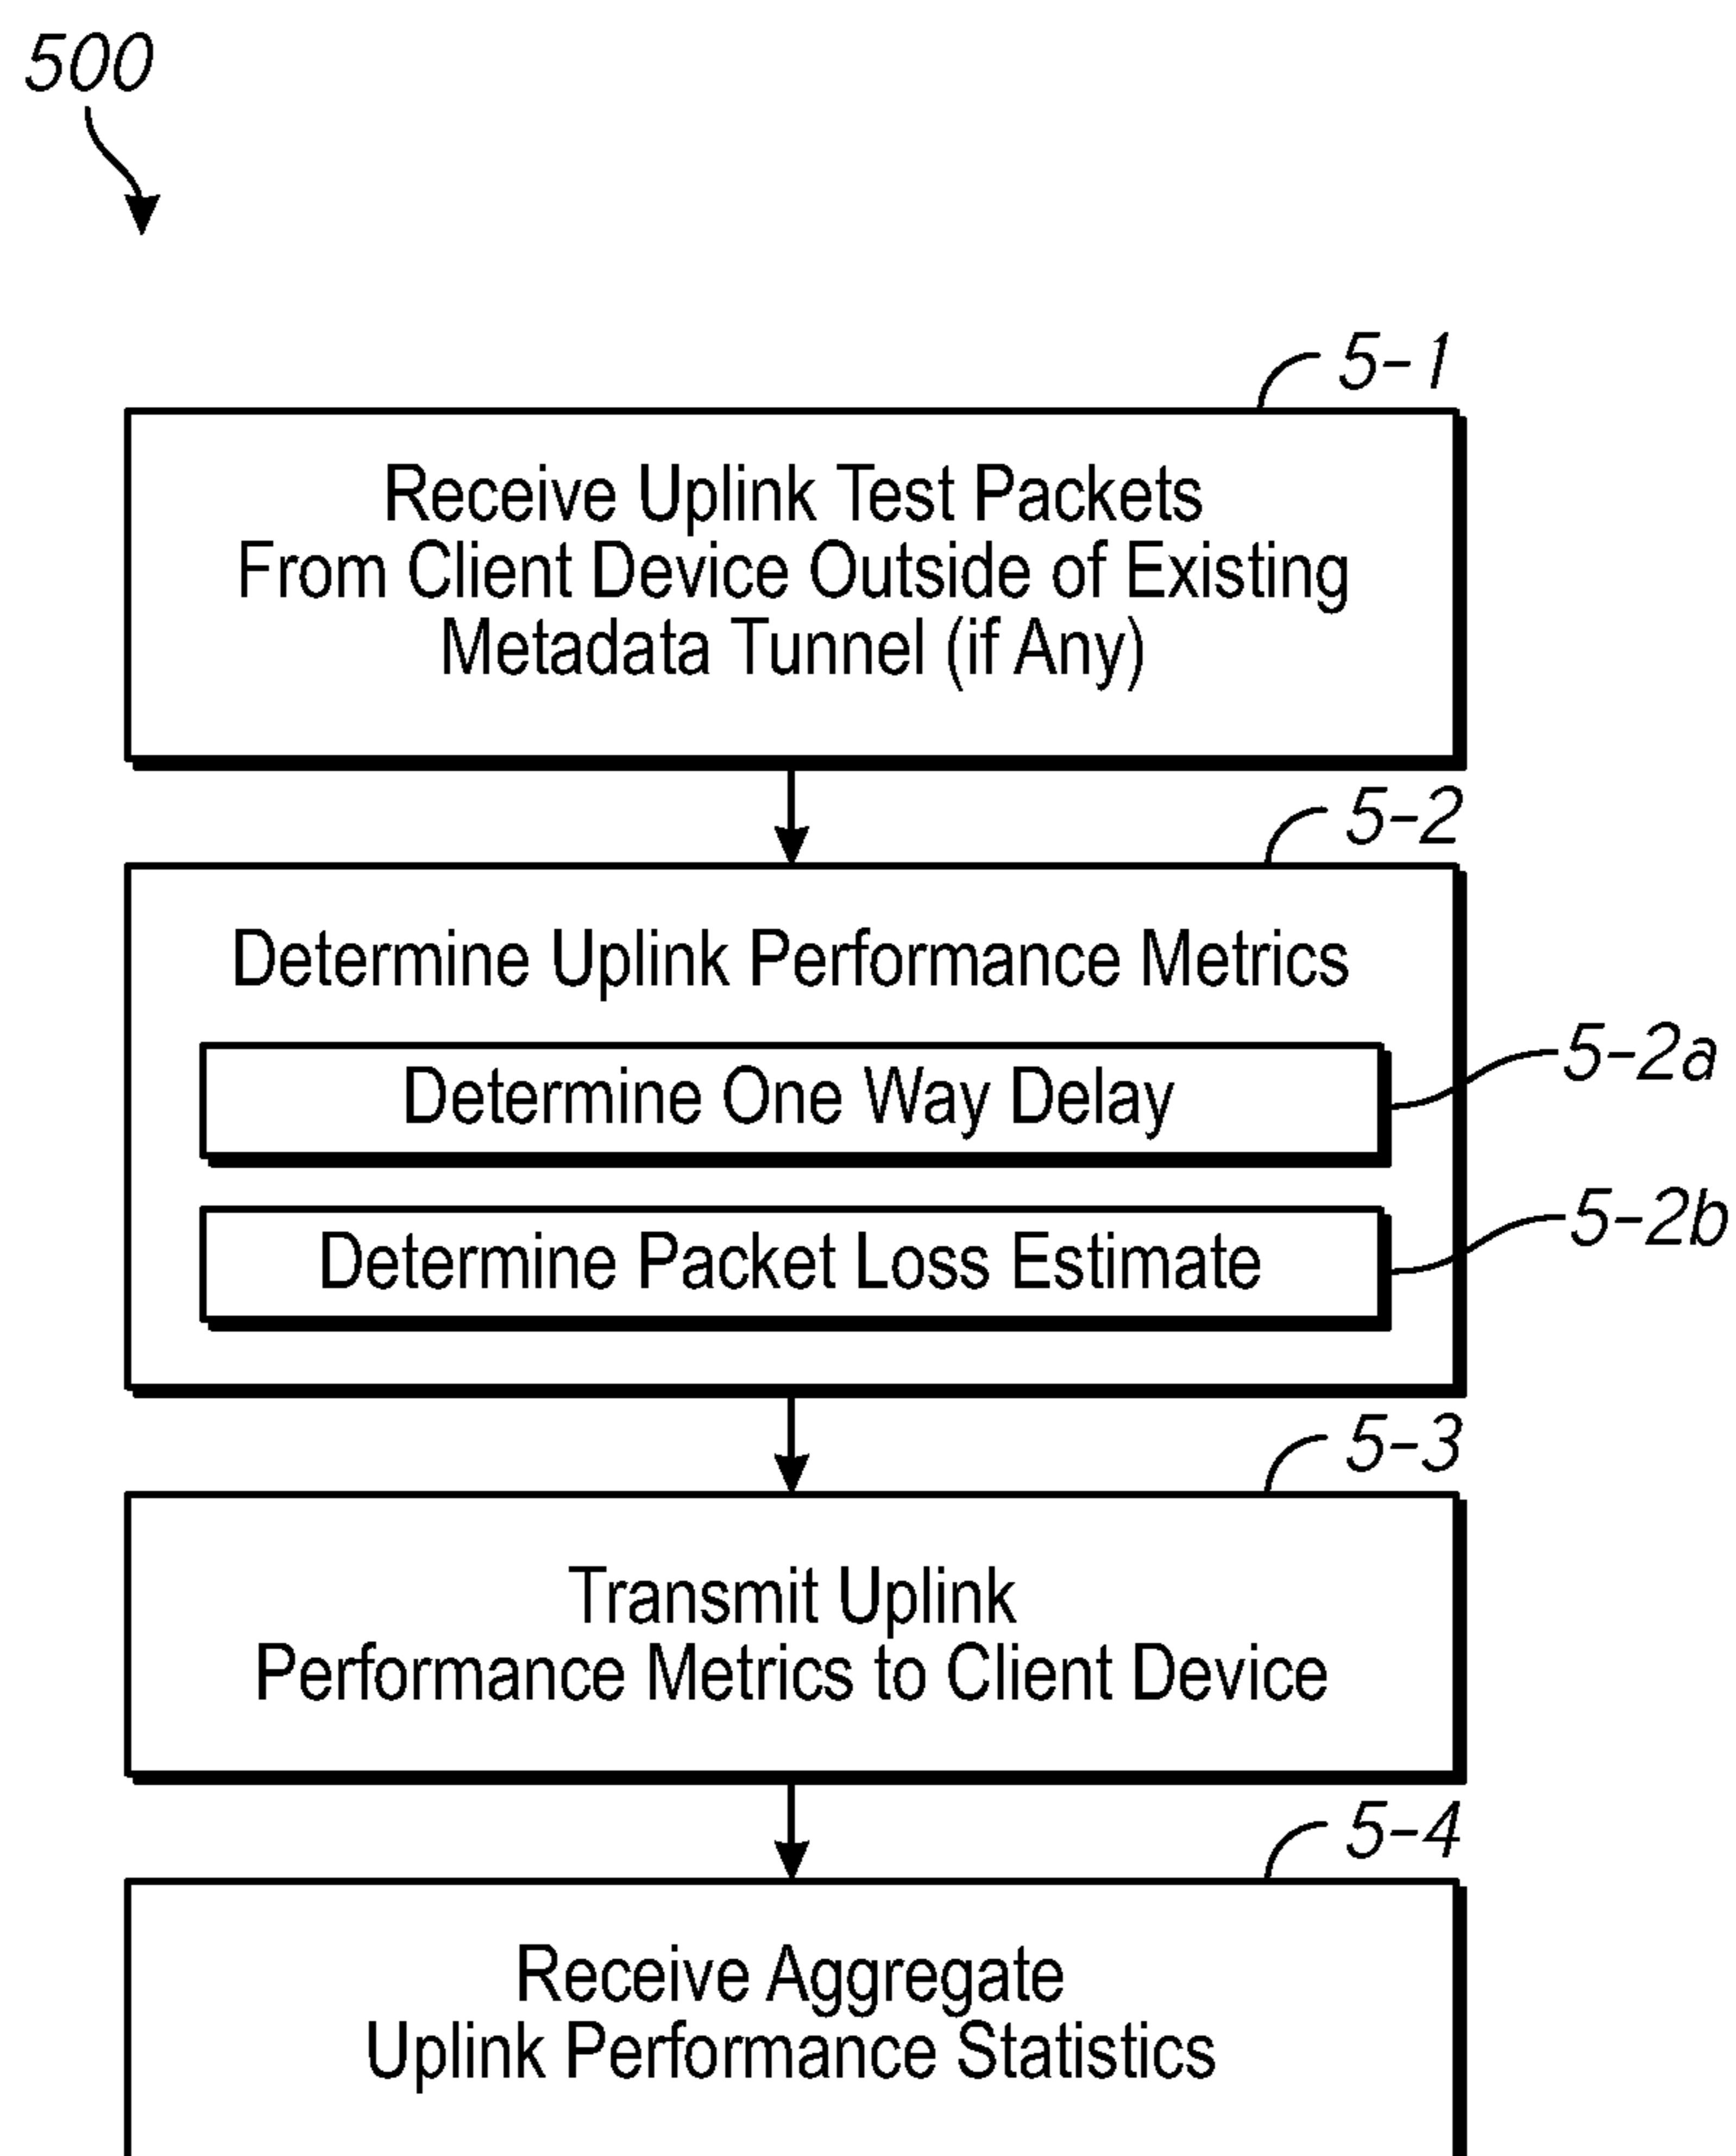 500
5-1
Receive Uplink Test Packets
From Client Device Outside of Existing
Metadata Tunnel (if Any)
5-2
Determine Uplink Performance Metrics
Determine One Way Delay
5-2a
Determine Packet Loss Estimate
5-2b
5-3
Transmit Uplink
Performance Metrics to Client Device
5-4
Receive Aggregate
Uplink Performance Statistics